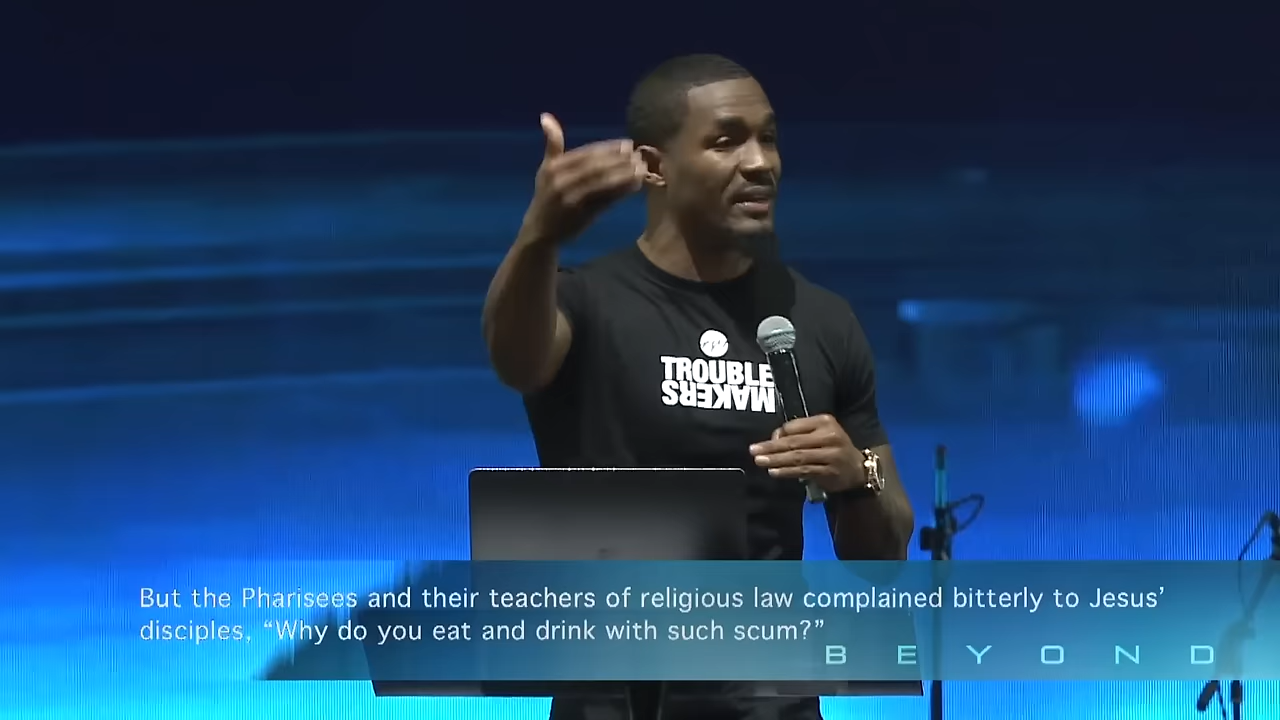 TROUBLE
MAKERS
But the Pharisees and their teachers of religious law complained bitterly to Jesus’
disciples, “Why do you eat and drink with such scum?”
BEYOND